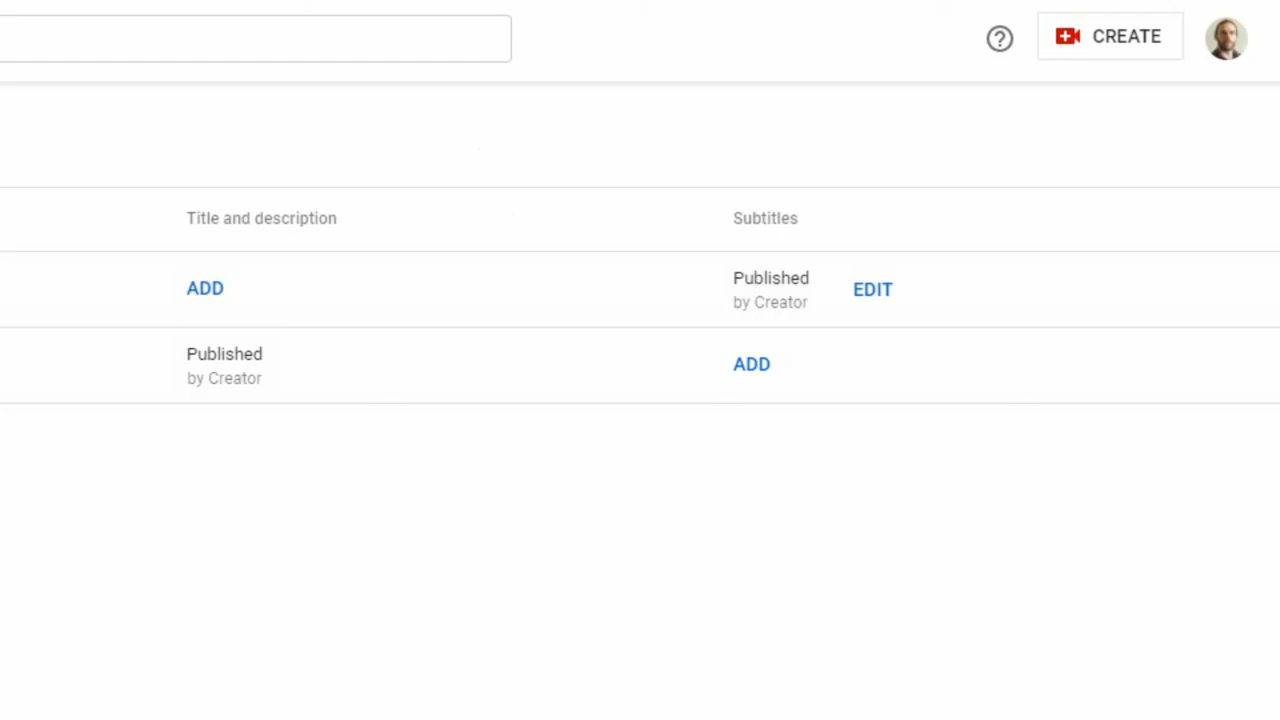 CREATE
Title and description
Subtitles
ADD
Published
by Creator
EDIT
Published
by Creator
ADD